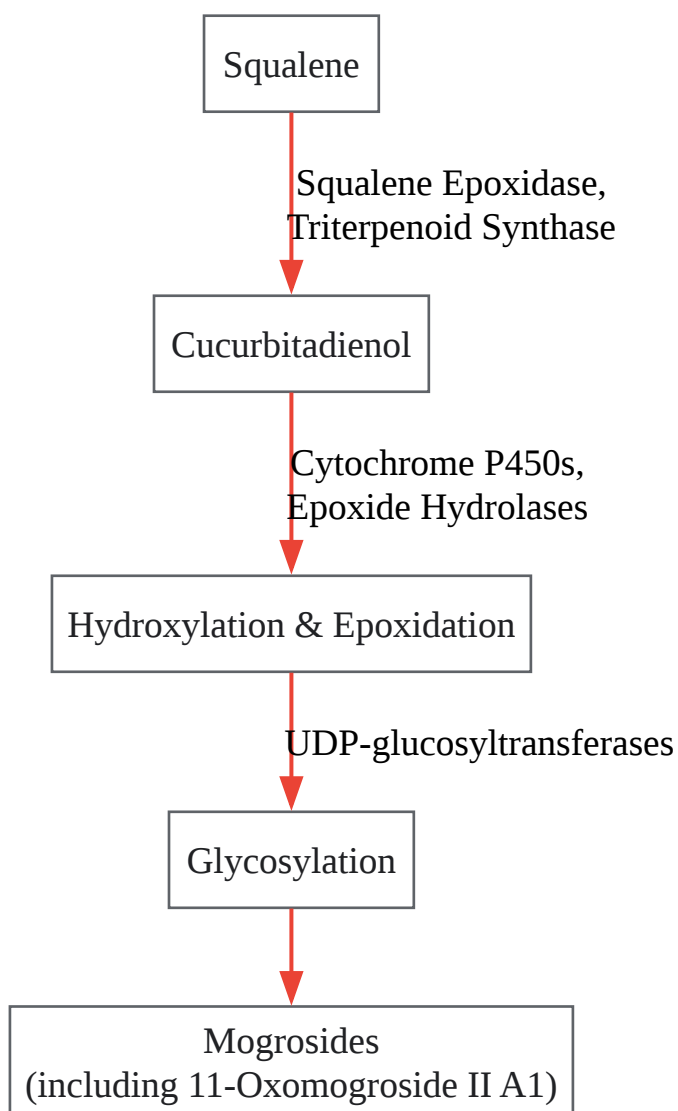 Squalene
Squalene Epoxidase,
Triterpenoid Synthase
Cucurbitadienol
Cytochrome P450s,
Epoxide Hydrolases
Hydroxylation & Epoxidation
UDP-glucosyltransferases
Glycosylation
Mogrosides
(including 11-Oxomogroside II A1)